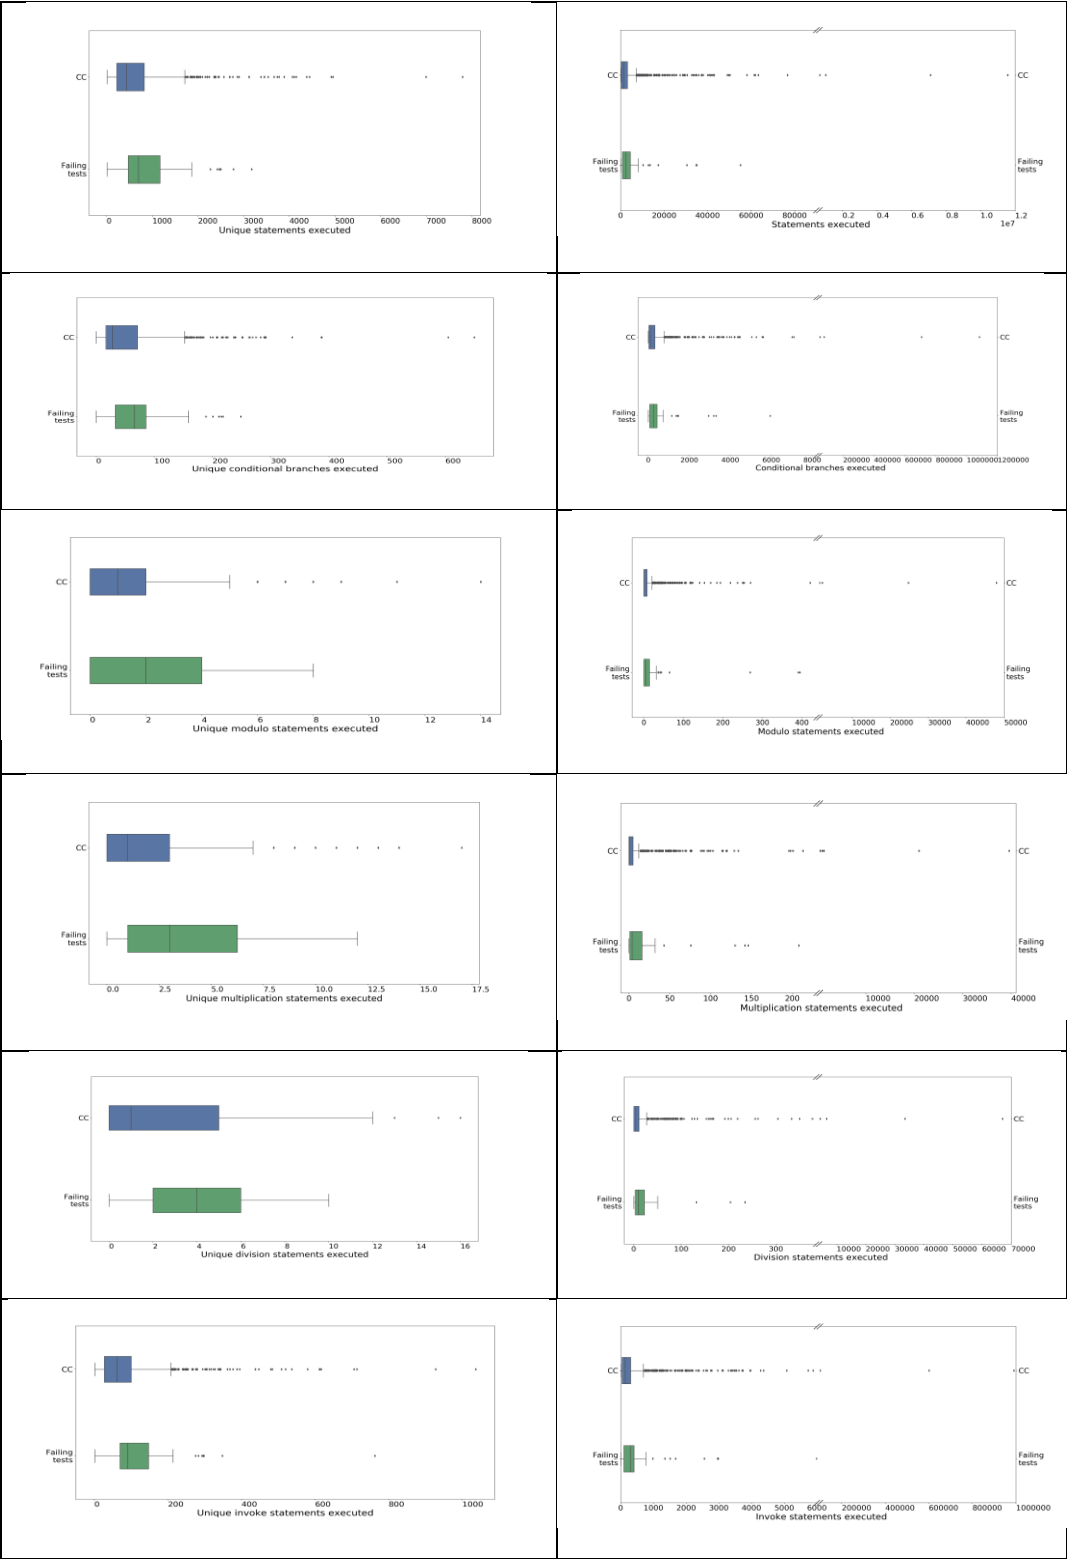 CC
Failing
tests
0 1000 2000 3000 4000 5000 6000 7000 8000
Unique statements executed
CC CC
Failing Failing
tests tests
0 20000 40000 60000 80000 0.2 0.4 0.6 0.8 1.0 1.2
Statements executed 1e7
CC
Failing
tests
0 100 200 300 400 500 600
Unique conditional branches executed
CC CC
Failing Failing
tests tests
0 2000 4000 6000 8000 200000 400000 600000 800000 1000000 1200000
Conditional branches executed
CC
Failing
tests
0 2 4 6 8 10 12 14
Unique modulo statements executed
CC CC
Failing Failing
tests tests
0 100 200 300 400 10000 20000 30000 40000 50000
Modulo statements executed
CC
Failing
tests
0.0 2.5 5.0 7.5 10.0 12.5 15.0 17.5
Unique multiplication statements executed
CC CC
Failing Failing
tests tests
0 50 100 150 200 10000 20000 30000 40000
Multiplication statements executed
CC
Failing
tests
0 2 4 6 8 10 12 14 16
Unique division statements executed
CC CC
Failing Failing
tests tests
0 100 200 300 10000 20000 30000 40000 50000 60000 70000
Division statements executed
CC
Failing
tests
0 200 400 600 800 1000
Unique invoke statements executed
CC CC
Failing Failing
tests tests
0 1000 2000 3000 4000 5000 6000 200000 400000 600000 800000 1000000
Invoke statements executed